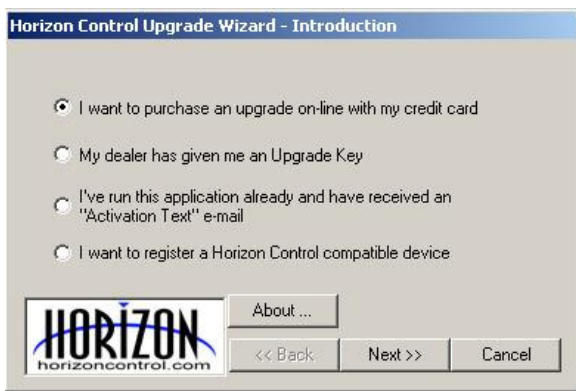 Horizon Control Upgrade Wizard - Introduction
I want to purchase an upgrade on-line with my credit card
My dealer has given me an Upgrade Key
I've run this application already and have received an
"Activation Text" e-mail
I want to register a Horizon Control compatible device
HORIZON
horizoncontrol.com
About ...
<< Back
Next >>
Cancel